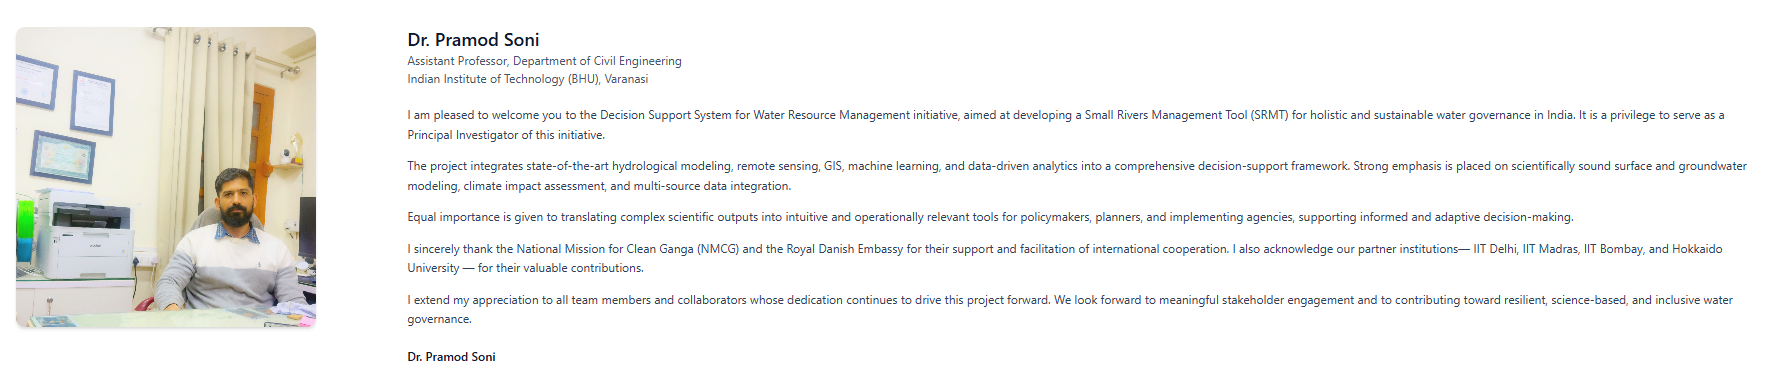 Dr. Pramod Soni
Assistant Professor, Department of Civil Engineering
Indian Institute of Technology (BHU), Varanasi
I am pleased to welcome you to the Decision Support System for Water Resource Management initiative, aimed at developing a Small Rivers Management Tool (SRMT) for holistic and sustainable water governance in India. It is a privilege to serve as a
Principal Investigator of this initiative.
The project integrates state-of-the-art hydrological modeling, remote sensing, GIS, machine learning, and data-driven analytics into a comprehensive decision-support framework. Strong emphasis is placed on scientifically sound surface and groundwater
modeling, climate impact assessment, and multi-source data integration.
Equal importance is given to translating complex scientific outputs into intuitive and operationally relevant tools for policymakers, planners, and implementing agencies, supporting informed and adaptive decision-making.
I sincerely thank the National Mission for Clean Ganga (NMCG) and the Royal Danish Embassy for their support and facilitation of international cooperation. I also acknowledge our partner institutions— IIT Delhi, IIT Madras, IIT Bombay, and Hokkaido
University — for their valuable contributions.
I extend my appreciation to all team members and collaborators whose dedication continues to drive this project forward. We look forward to meaningful stakeholder engagement and to contributing toward resilient, science-based, and inclusive water
governance.
Dr. Pramod Soni